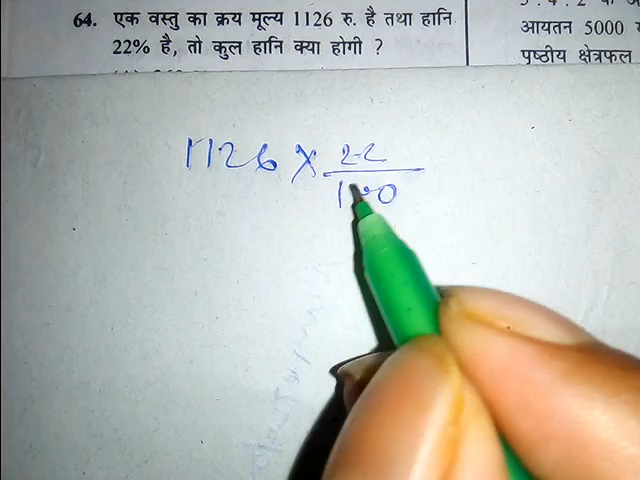 64. एक वस्तु का क्रय मूल्य 1126 रु. है तथा हानि
22% है, तो कुल हानि क्या होगी ?
आयतन 5000
पृष्ठीय क्षेत्रफल
1126 × 22
100